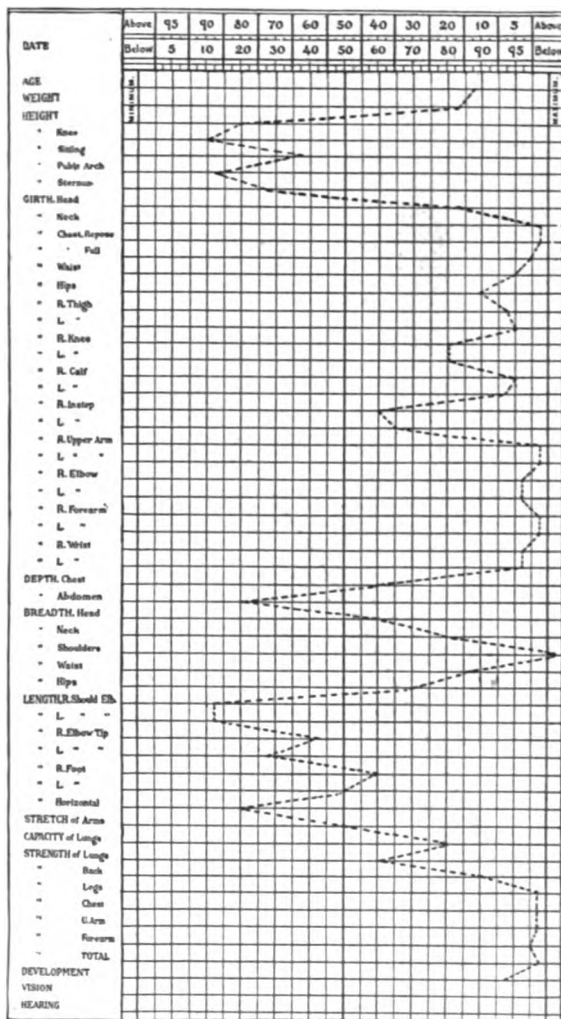 Above 95 90 80 70 60 50 40 30 20 10 5 Above
DATE
Below 5 10 20 30 40 50 60 70 80 90 95 Below
MINIMUM.
MAXIMUM.
AGE
WEIGHT
HEIGHT
" Knee
" Sitting
" Pubic Arch
" Sternum
GIRTH. Head
" Neck
" Chest. Repose
" " Full
" Waist
" Hips
" R. Thigh
" L. "
" R. Knee
" L. "
" R. Calf
" L. "
" R. Instep
" L. "
" R. Upper Arm
" L. " "
" R. Elbow
" L. "
" R. Forearm
" L. "
" R. Wrist
" L. "
DEPTH. Chest
" Abdomen
BREADTH. Head
" Neck
" Shoulders
" Waist
" Hips
LENGTH, R. Should Elb.
" L. " "
" R. Elbow Tip
" L. " "
" R. Foot
" L. "
" Horizontal
STRETCH of Arms
CAPACITY of Lungs
STRENGTH of Lungs
" Back
" Legs
" Chest
" U. Arm
" Forearm
" TOTAL
DEVELOPMENT
VISION
HEARING